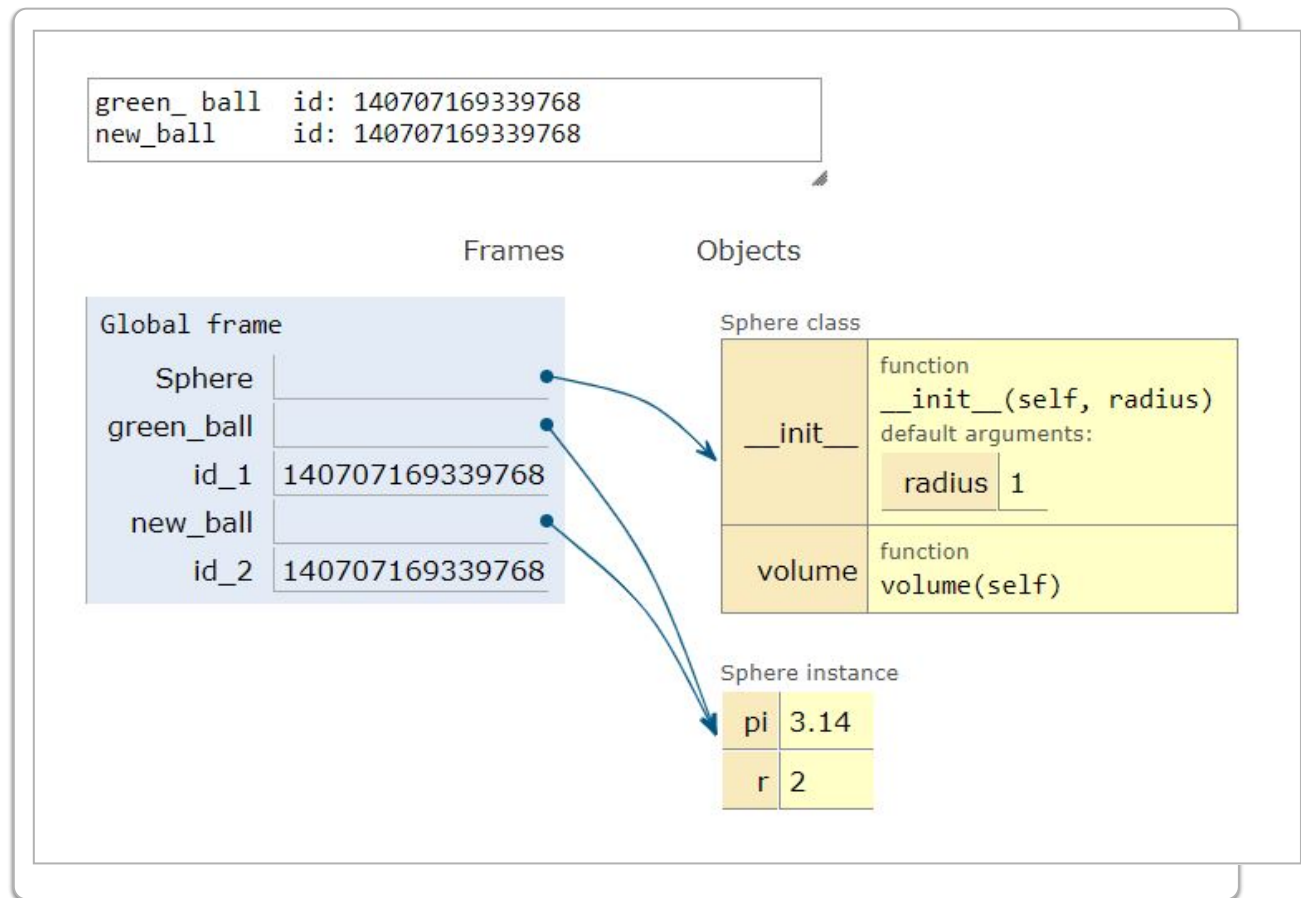 green_ ball  id: 140707169339768
new_ball     id: 140707169339768
Frames Objects
Global frame
Sphere
green_ball
id_1 140707169339768
new_ball
id_2 140707169339768
Sphere class
__init__
function
__init__(self, radius)
default arguments:
radius 1
volume
function
volume(self)
Sphere instance
pi 3.14
r 2